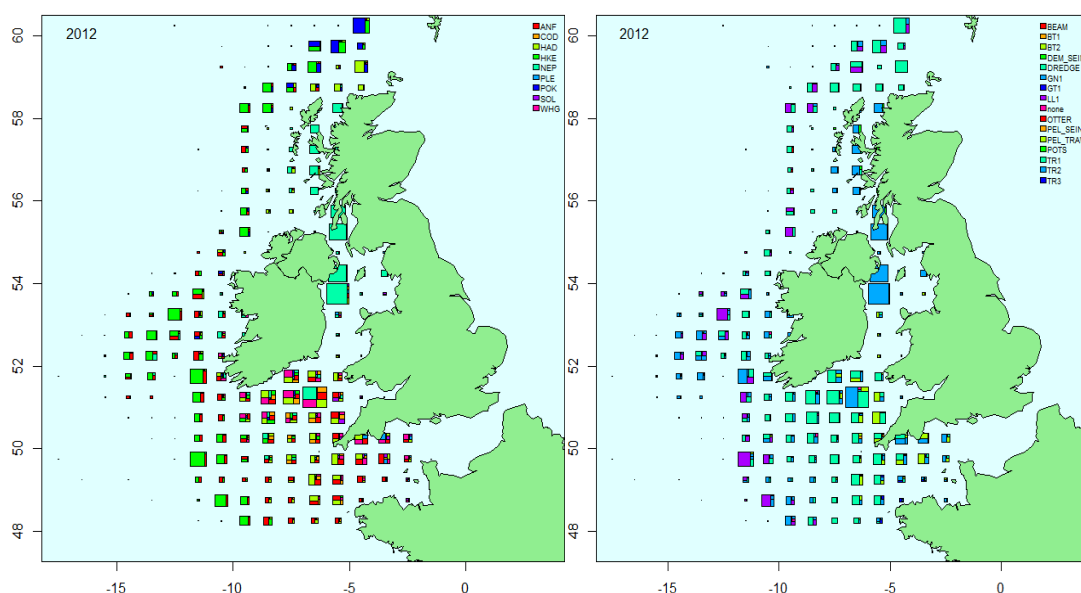 2012
ANF
COD
HAD
HKE
NEP
PLE
POK
SOL
WHG
60
58
56
54
52
50
48
-15
-10
-5
0
2012
BEAM
BT1
BT2
DEM_SEIN
DREDGE
GN1
GT1
LL1
none
OTTER
PEL_SEIN
PEL_TRAW
POTS
TR1
TR2
TR3
60
58
56
54
52
50
48
-15
-10
-5
0